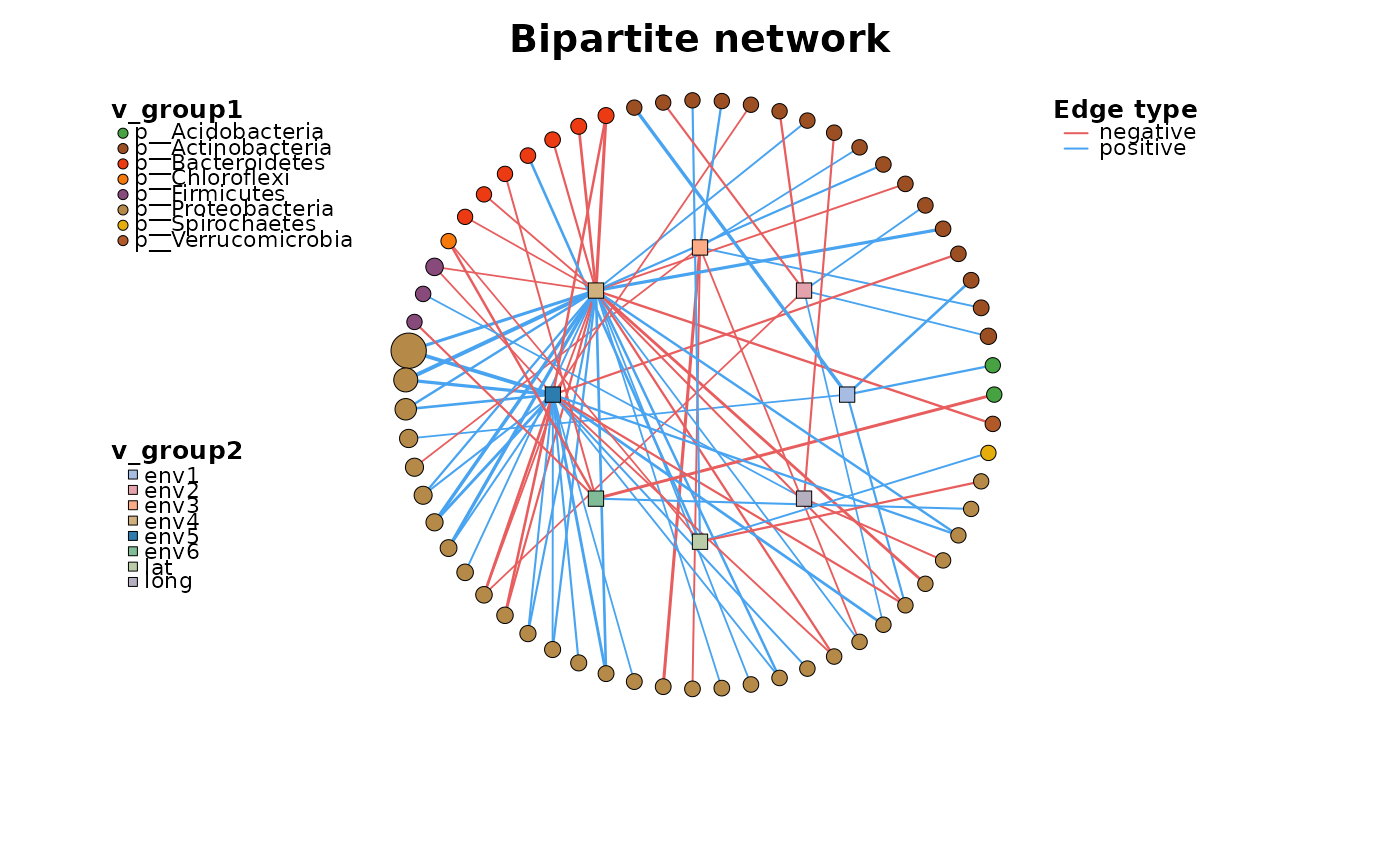 Bipartite network
v_group1
p__Acidobacteria
p__Actinobacteria
p__Bacteroidetes
p__Chloroflexi
p__Firmicutes
p__Proteobacteria
p__Spirochaetes
p__Verrucomicrobia
v_group2
env1
env2
env3
env4
env5
env6
lat
long
Edge type
negative
positive